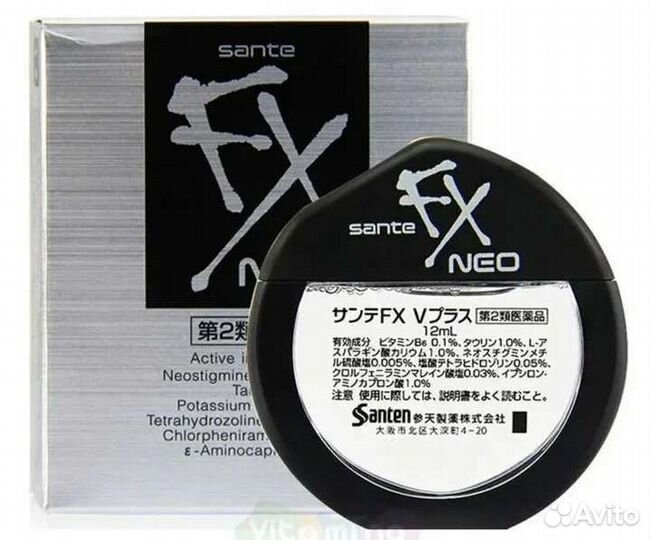 sante
FX
NEO
第2類
Active
Neostigmine
Potassium
Tetrahydrozoline
Chlorpheniram
ε-Aminocap
sante FX
NEO
サンテFX Vプラス 第2類医薬品
12mL
有効成分 ビタミンB6 0.1%、タウリン1.0%、L-ア
スパラギン酸カリウム1.0%、ネオスチグミンメチ
ル硫酸塩0.005%、塩酸テトラヒドロゾリン0.05%、
クロルフェニラミンマレイン酸塩0.03%、イプシロン-
アミノカプロン酸1.0%
注意 使用に際しては、説明書をよく読むこと。
Santen 参天製薬株式会社
大阪市北区大深町4-20
Vitamino
Avito